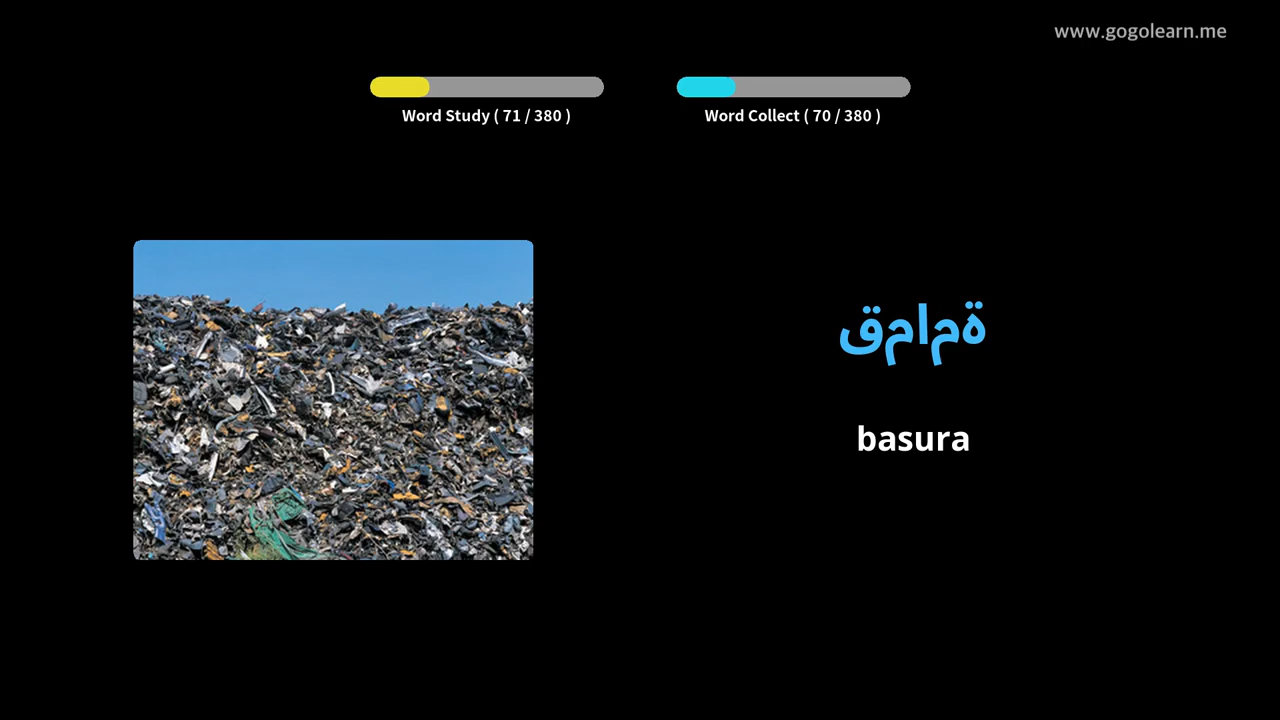 www.gogolearn.me
Word Study ( 71 / 380 )
Word Collect ( 70 / 380 )
قمامة
basura